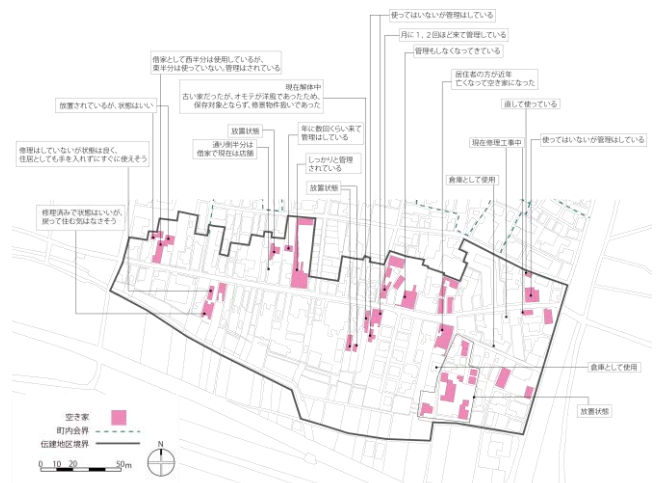 使ってはいないが管理はしている
月に1，2回ほど来て管理している
管理もしなくなってきている
居住者の方が近年
亡くなって空き家になった
直して使っている
現在修理工事中
使ってはいないが管理はしている
倉庫として使用
借家として西半分は使用しているが、
東半分は使っていない。管理はされている
現在解体中
古い家だったが、オモテが洋風であったため、
保存対象とならず、修景物件扱いであった
放置されているが、状態はいい
放置状態
通り側半分は
借家で現在は店舗
年に数回くらい来て
管理はしている
しっかりと管理
されている
放置状態
修理はしていないが状態は良く、
住居としても手を入れずにすぐに使えそう
修理済みで状態はいいが、
戻って住む気はなさそう
倉庫として使用
放置状態
空き家
町内会界
伝建地区境界
0 10 20 50m
N